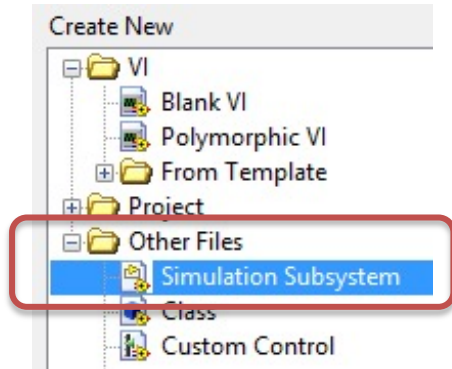 Create New
VI
Blank VI
Polymorphic VI
From Template
Project
Other Files
Simulation Subsystem
Class
Custom Control